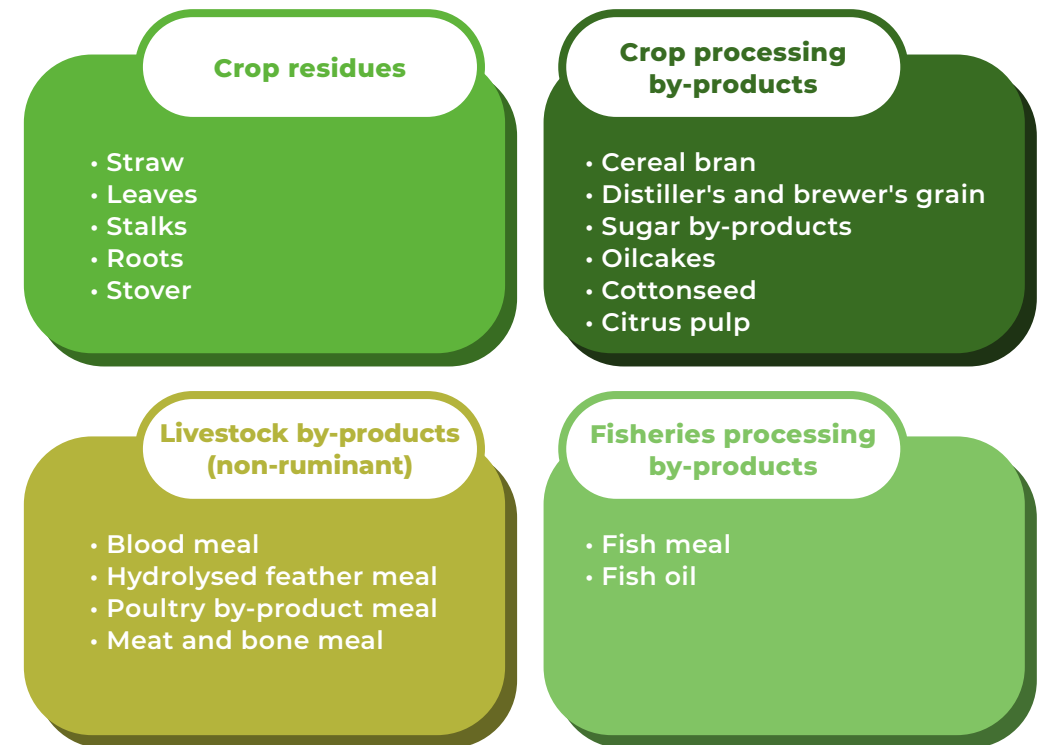 Crop residues
• Straw
• Leaves
• Stalks
• Roots
• Stover
Crop processing
by-products
• Cereal bran
• Distiller's and brewer's grain
• Sugar by-products
• Oilcakes
• Cottonseed
• Citrus pulp
Livestock by-products
(non-ruminant)
• Blood meal
• Hydrolysed feather meal
• Poultry by-product meal
• Meat and bone meal
Fisheries processing
by-products
• Fish meal
• Fish oil